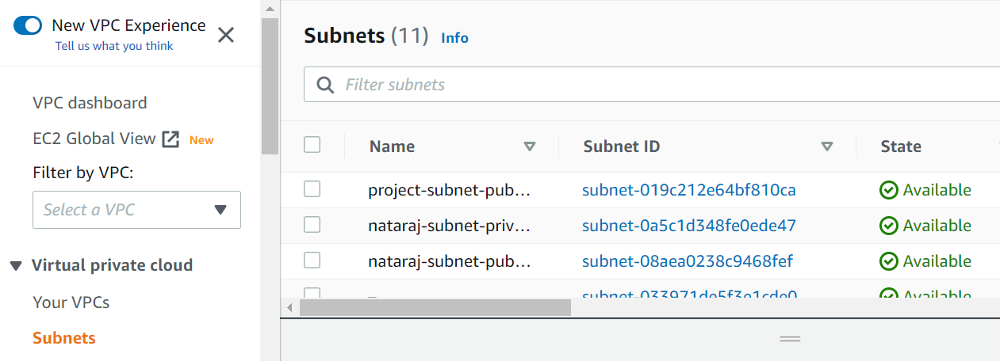 New VPC Experience
Tell us what you think
VPC dashboard
EC2 Global View New
Filter by VPC:
Select a VPC
Virtual private cloud
Your VPCs
Subnets
Subnets (11) Info
Filter subnets
Name Subnet ID State
project-subnet-pub... subnet-019c212e64bf810ca Available
nataraj-subnet-priv... subnet-0a5c1d348fe0ede47 Available
nataraj-subnet-pub... subnet-08aea0238c9468fef Available
– subnet-033971de5f3e1cde0 Available